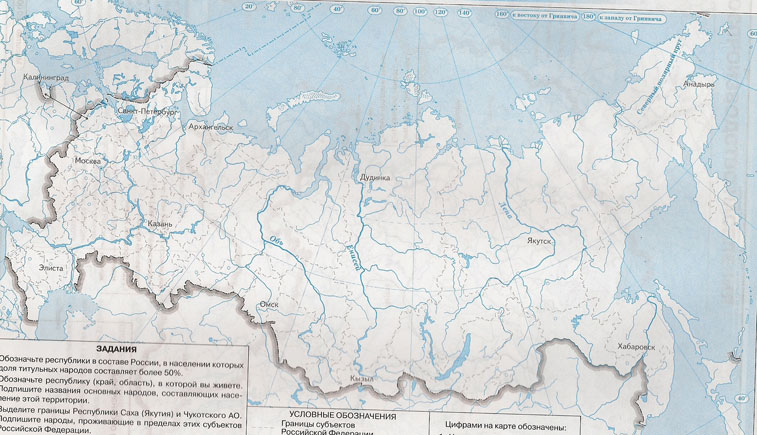 60°
20°
80°
40°
60°
80°
100°
120°
140°
160°
к востоку от Гринвича
180°
к западу от Гринвича
60
Северный полярный круг
Калининград
Анадырь
Санкт-Петербург
Архангельск
Москва
Дудинка
Казань
Лена
Обь
Енисей
Якутск
Элиста
Омск
Хабаровск
Кызыл
40°
ЗАДАНИЯ
Обозначьте республики в составе России, в населении которых
доля титульных народов составляет более 50%.
Обозначьте республику (край, область), в которой вы живете.
Подпишите названия основных народов, составляющих насе-
ление этой территории.
Выделите границы Республики Саха (Якутия) и Чукотского АО.
Подпишите народы, проживающие в пределах этих субъектов
Российской Федерации.
УСЛОВНЫЕ ОБОЗНАЧЕНИЯ
Границы субъектов
Российской Федерации
Цифрами на карте обозначены: